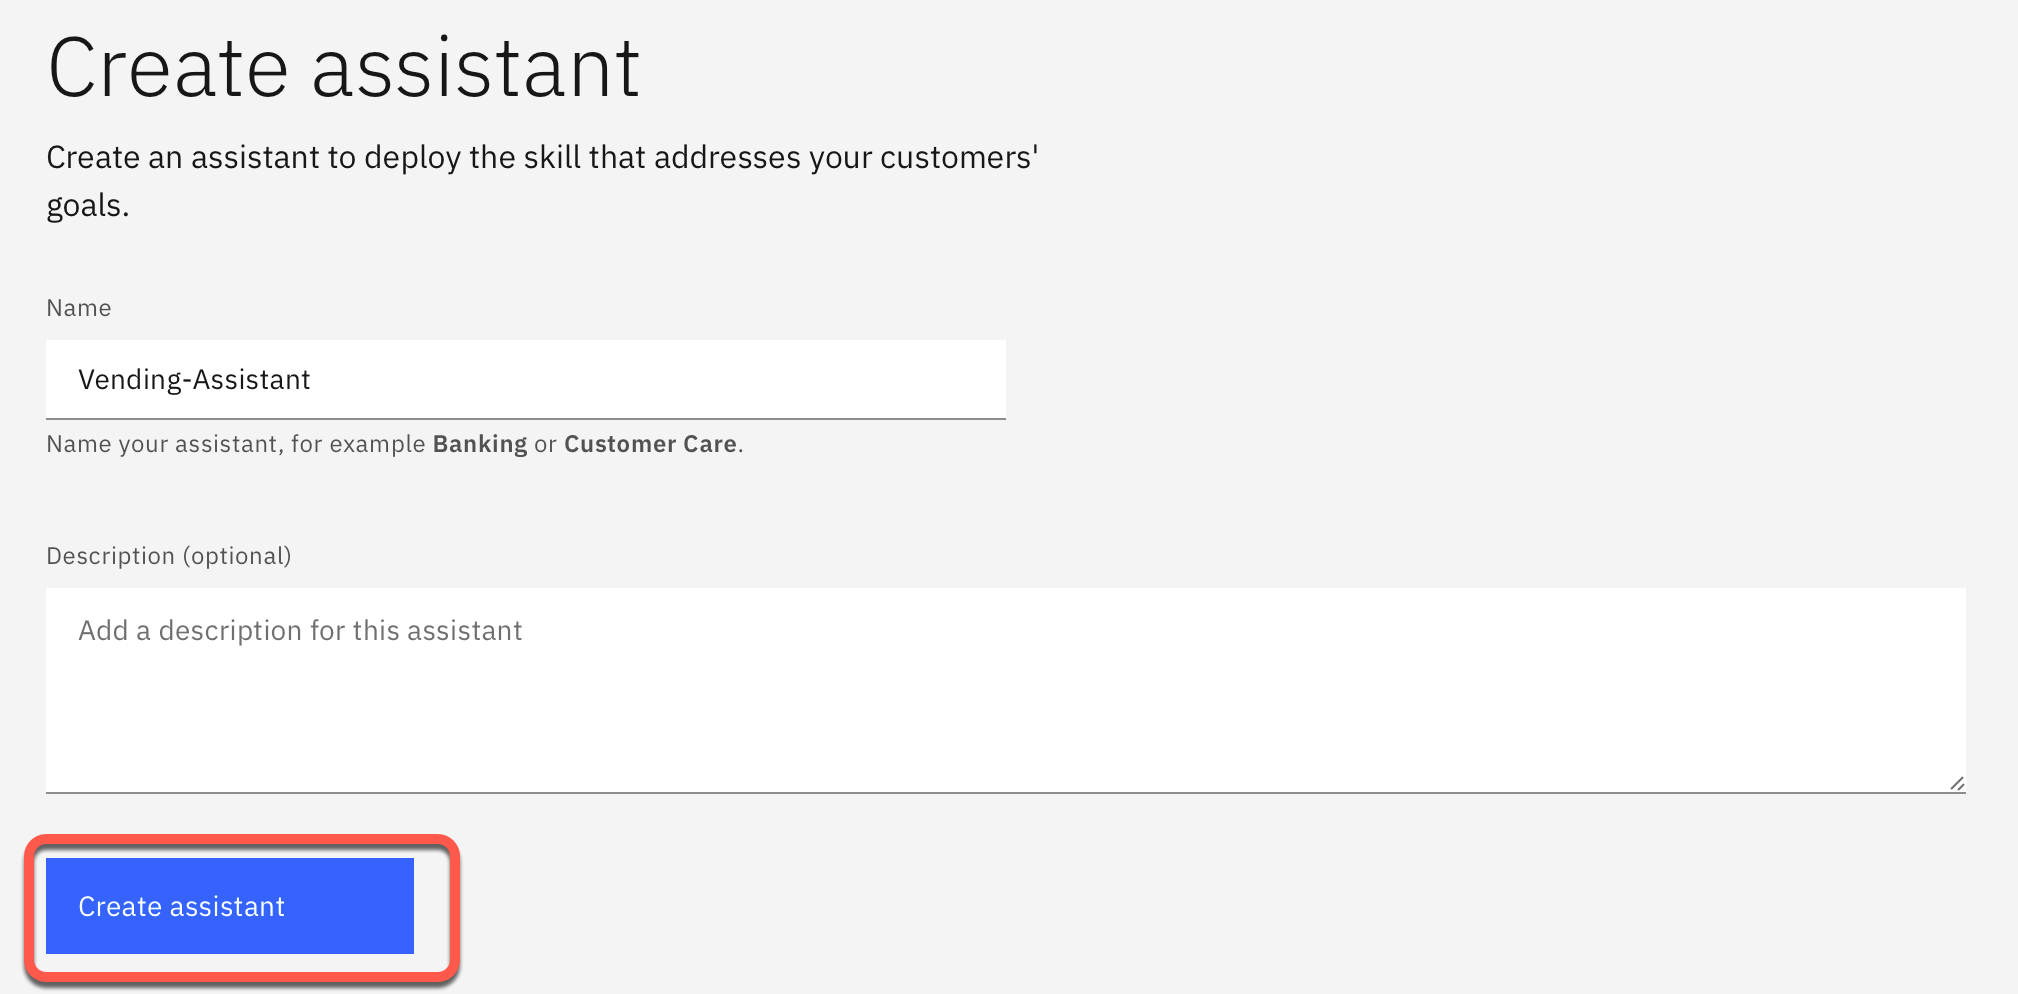 Create assistant
Create an assistant to deploy the skill that addresses your customers'
goals.
Name
Vending-Assistant
Name your assistant, for example Banking or Customer Care.
Description (optional)
Add a description for this assistant
Create assistant